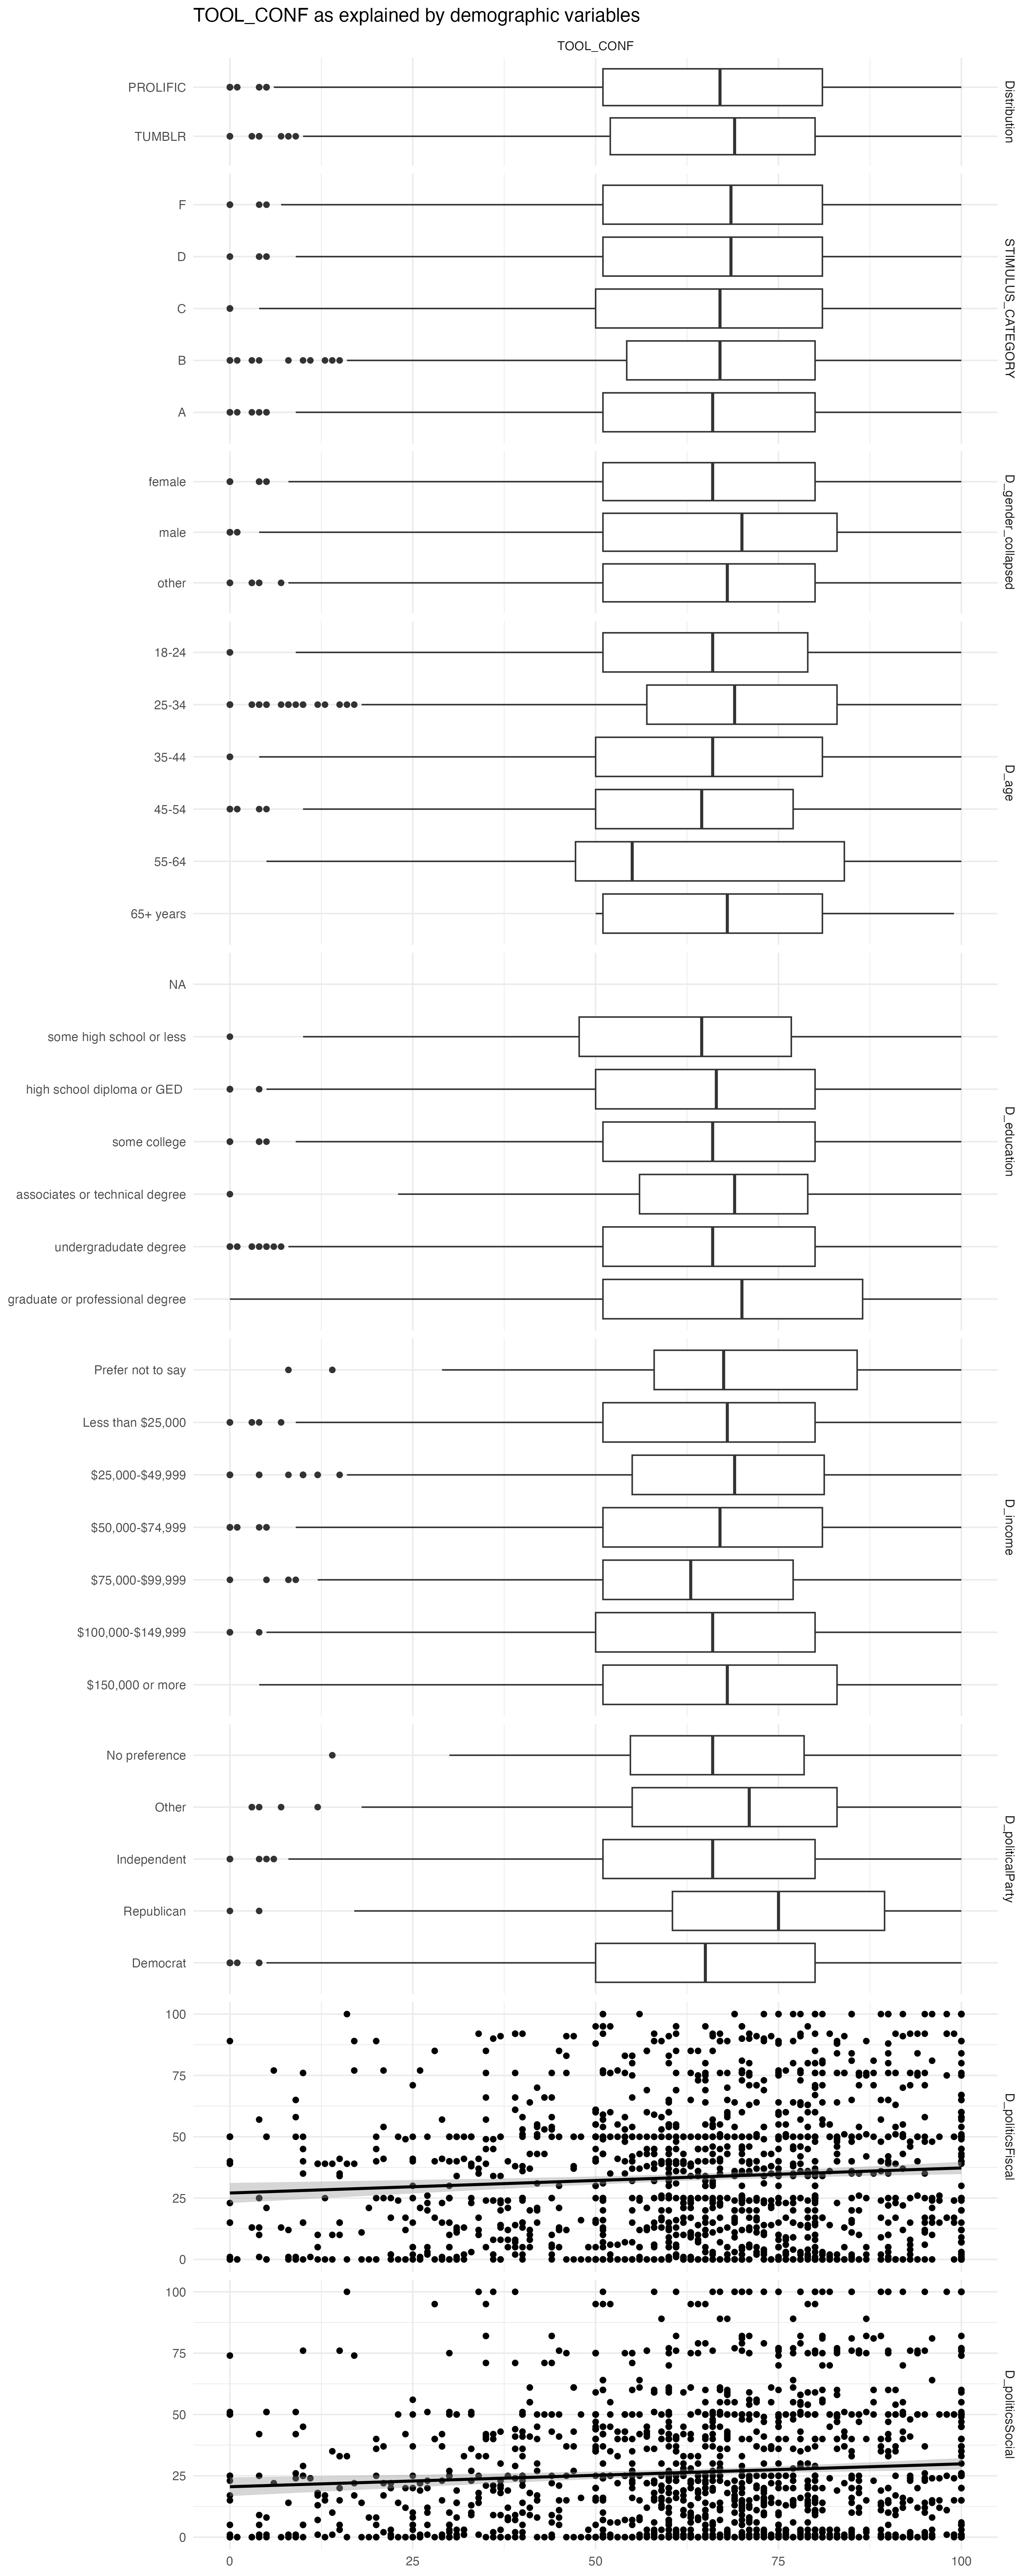 TOOL_CONF as explained by demographic variables
TOOL_CONF
PROLIFIC
TUMBLR
Distribution
F
D
C
B
A
STIMULUS_CATEGORY
female
male
other
D_gender_collapsed
18-24
25-34
35-44
45-54
55-64
65+ years
D_age
NA
some high school or less
high school diploma or GED
some college
associates or technical degree
undergradudate degree
graduate or professional degree
D_education
Prefer not to say
Less than $25,000
$25,000-$49,999
$50,000-$74,999
$75,000-$99,999
$100,000-$149,999
$150,000 or more
D_income
No preference
Other
Independent
Republican
Democrat
D_politicalParty
100
75
50
25
0
D_politicsFiscal
100
75
50
25
0
D_politicsSocial
0 25 50 75 100